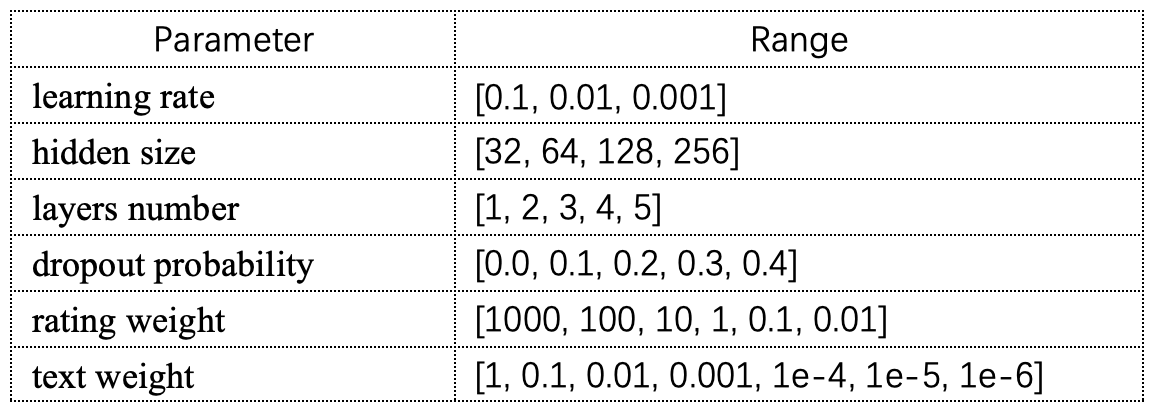 Parameter Range
learning rate [0.1, 0.01, 0.001]
hidden size [32, 64, 128, 256]
layers number [1, 2, 3, 4, 5]
dropout probability [0.0, 0.1, 0.2, 0.3, 0.4]
rating weight [1000, 100, 10, 1, 0.1, 0.01]
text weight [1, 0.1, 0.01, 0.001, 1e-4, 1e-5, 1e-6]